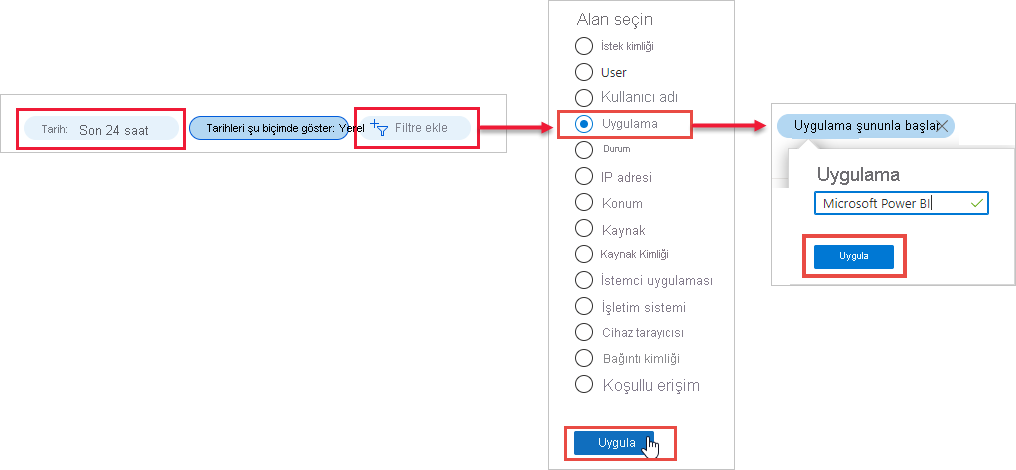 Tarih: Son 24 saat
Tarihleri şu biçimde göster: Yerel
Filtre ekle
Alan seçin
İstek kimliği
User
Kullanıcı adı
Uygulama
Durum
IP adresi
Konum
Kaynak
Kaynak Kimliği
İstemci uygulaması
İşletim sistemi
Cihaz tarayıcısı
Bağıntı kimliği
Koşullu erişim
Uygula
Uygulama şununla başlar
Uygulama
Microsoft Power BI
Uygula